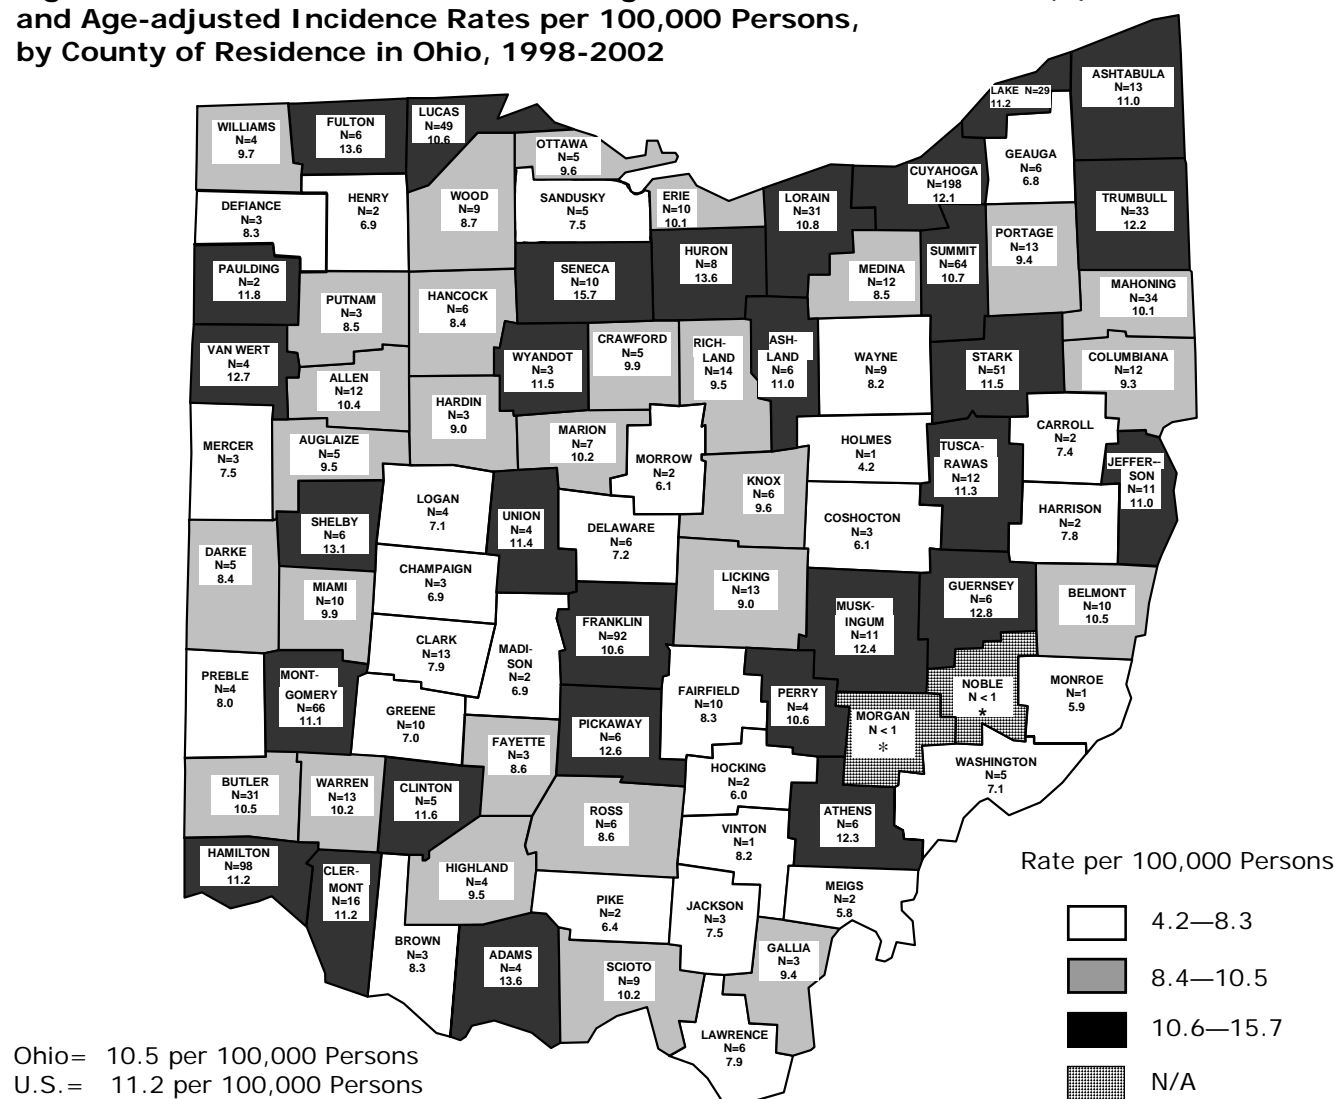 and Age-adjusted Incidence Rates per 100,000 Persons,
by County of Residence in Ohio, 1998-2002
WILLIAMS
N=4
9.7
FULTON
N=6
13.6
LUCAS
N=49
10.6
OTTAWA
N=5
9.6
LAKE N=29
11.2
ASHTABULA
N=13
11.0
GEAUGA
N=6
6.8
CUYAHOGA
N=198
12.1
DEFIANCE
N=3
8.3
HENRY
N=2
6.9
WOOD
N=9
8.7
SANDUSKY
N=5
7.5
ERIE
N=10
10.1
LORAIN
N=31
10.8
TRUMBULL
N=33
12.2
PAULDING
N=2
11.8
PUTNAM
N=3
8.5
HANCOCK
N=6
8.4
SENECA
N=10
15.7
HURON
N=8
13.6
MEDINA
N=12
8.5
SUMMIT
N=64
10.7
PORTAGE
N=13
9.4
MAHONING
N=34
10.1
VAN WERT
N=4
12.7
ALLEN
N=12
10.4
HARDIN
N=3
9.0
WYANDOT
N=3
11.5
CRAWFORD
N=5
9.9
RICH-
LAND
N=14
9.5
ASH-
LAND
N=6
11.0
WAYNE
N=9
8.2
STARK
N=51
11.5
COLUMBIANA
N=12
9.3
MERCER
N=3
7.5
AUGLAIZE
N=5
9.5
MARION
N=7
10.2
MORROW
N=2
6.1
KNOX
N=6
9.6
HOLMES
N=1
4.2
TUSCA-
RAWAS
N=12
11.3
CARROLL
N=2
7.4
JEFFER--
SON
N=11
11.0
SHELBY
N=6
13.1
LOGAN
N=4
7.1
UNION
N=4
11.4
DELAWARE
N=6
7.2
COSHOCTON
N=3
6.1
HARRISON
N=2
7.8
DARKE
N=5
8.4
MIAMI
N=10
9.9
CHAMPAIGN
N=3
6.9
LICKING
N=13
9.0
MUSK-
INGUM
N=11
12.4
GUERNSEY
N=6
12.8
BELMONT
N=10
10.5
CLARK
N=13
7.9
MADI-
SON
N=2
6.9
FRANKLIN
N=92
10.6
PREBLE
N=4
8.0
MONT-
GOMERY
N=66
11.1
GREENE
N=10
7.0
FAYETTE
N=3
8.6
PICKAWAY
N=6
12.6
FAIRFIELD
N=10
8.3
PERRY
N=4
10.6
MORGAN
N < 1
*
NOBLE
N < 1
*
MONROE
N=1
5.9
BUTLER
N=31
10.5
WARREN
N=13
10.2
CLINTON
N=5
11.6
ROSS
N=6
8.6
HOCKING
N=2
6.0
ATHENS
N=6
12.3
WASHINGTON
N=5
7.1
HAMILTON
N=98
11.2
CLER-
MONT
N=16
11.2
HIGHLAND
N=4
9.5
VINTON
N=1
8.2
MEIGS
N=2
5.8
BROWN
N=3
8.3
ADAMS
N=4
13.6
PIKE
N=2
6.4
JACKSON
N=3
7.5
SCIOTO
N=9
10.2
GALLIA
N=3
9.4
LAWRENCE
N=6
7.9
Rate per 100,000 Persons
4.2—8.3
8.4—10.5
10.6—15.7
N/A
Ohio= 10.5 per 100,000 Persons
U.S.= 11.2 per 100,000 Persons